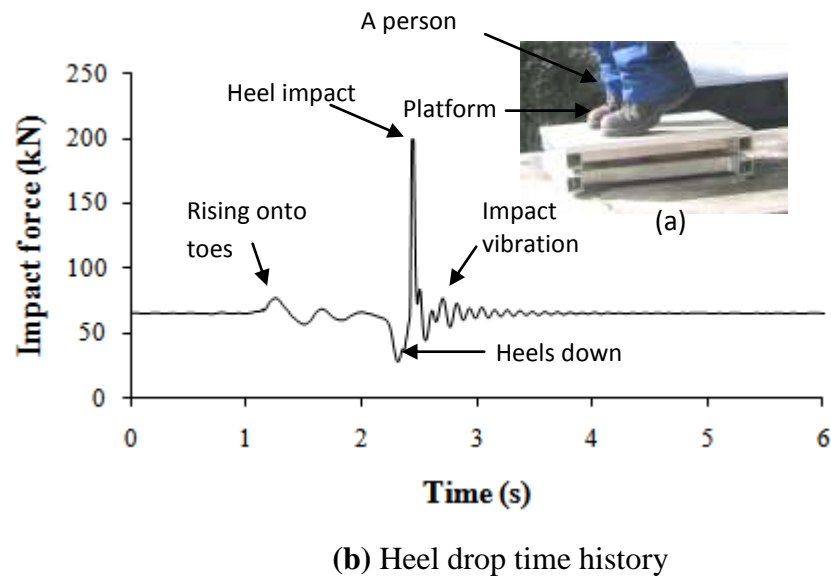 A person
250
Heel impact
Platform
200
150
Rising onto
toes
Impact
vibration
(a)
100
50
Heels down
0
0 1 2 3 4 5 6
Impact force (kN)
Time (s)
(b) Heel drop time history